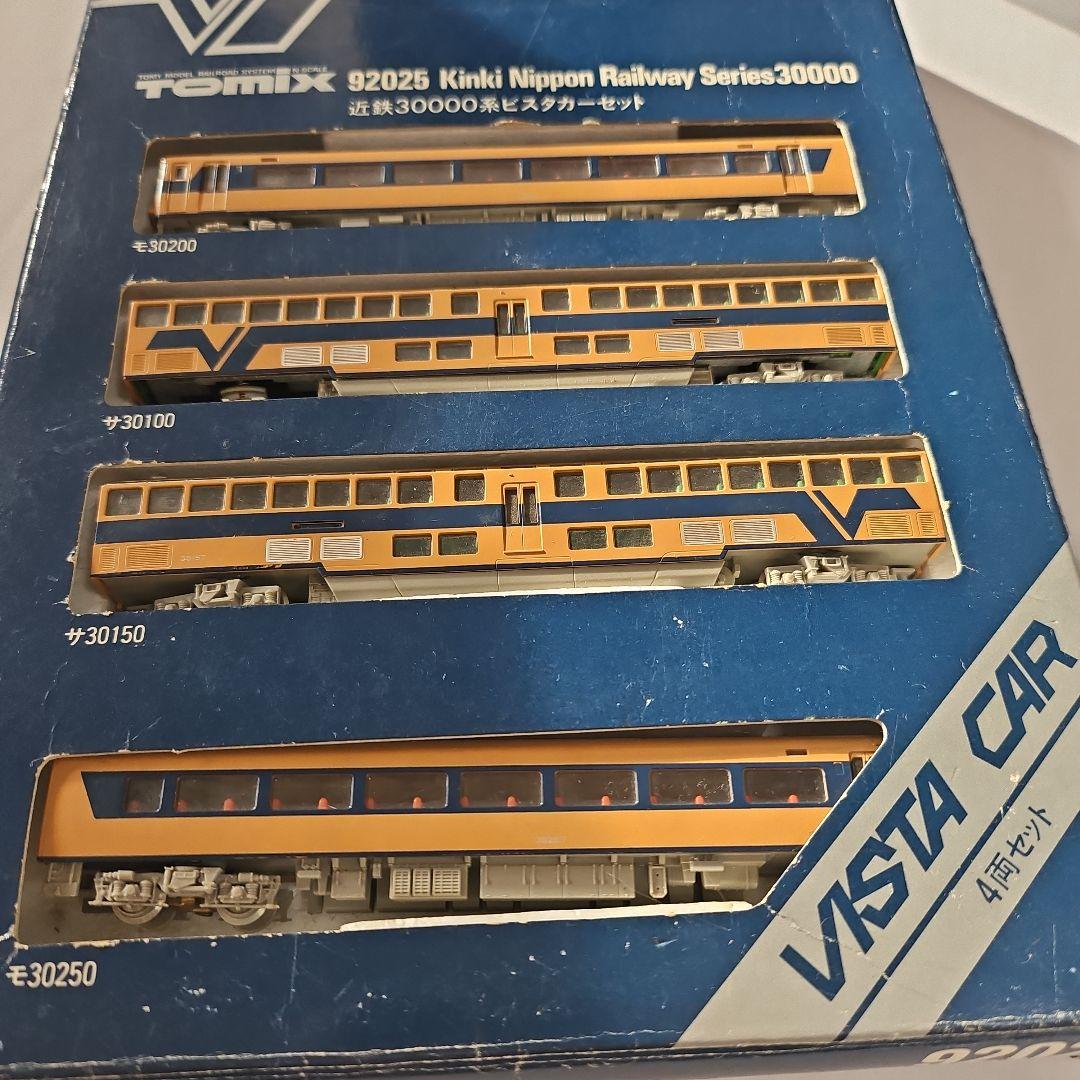 TOMY MODEL RAILROAD SYSTEM N SCALE
TOMIX 92025 Kinki Nippon Railway Series30000
近鉄30000系ビスタカーセット
モ30200
サ30100
サ30150
モ30250
VISTA CAR
4両セット